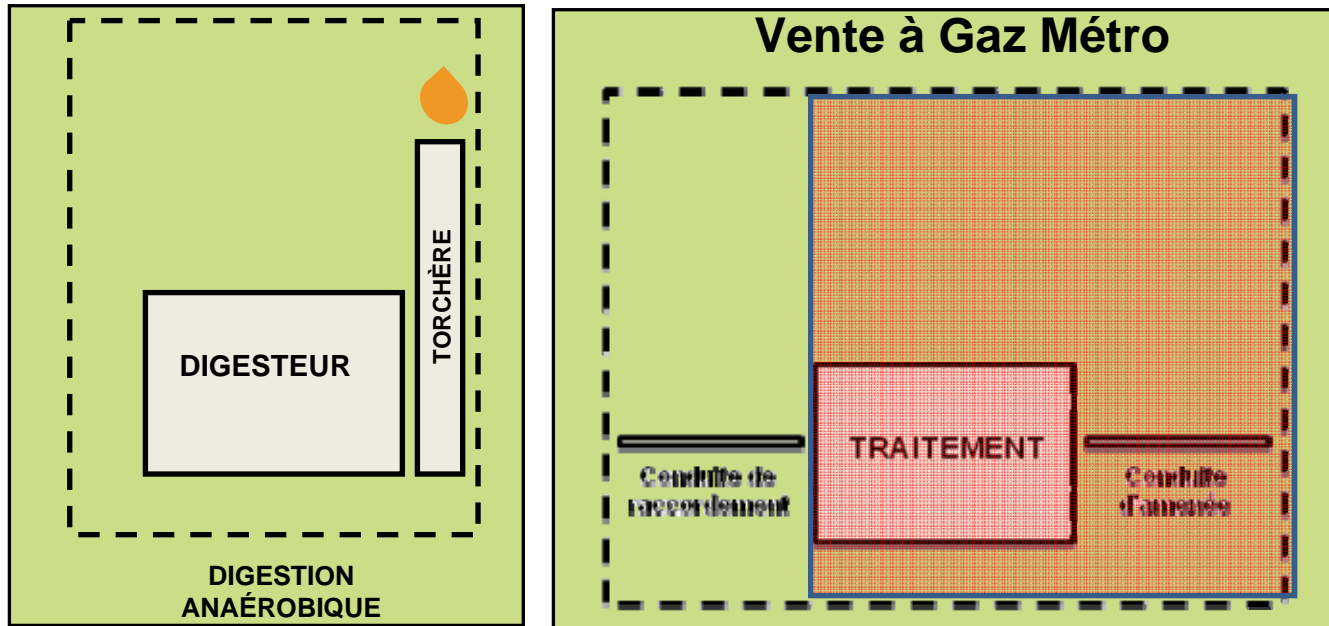 TORCHÈRE
DIGESTEUR
DIGESTION
ANAÉROBIQUE
Vente à Gaz Métro
TRAITEMENT
Conduite de
raccordement
Conduite
d'amenée